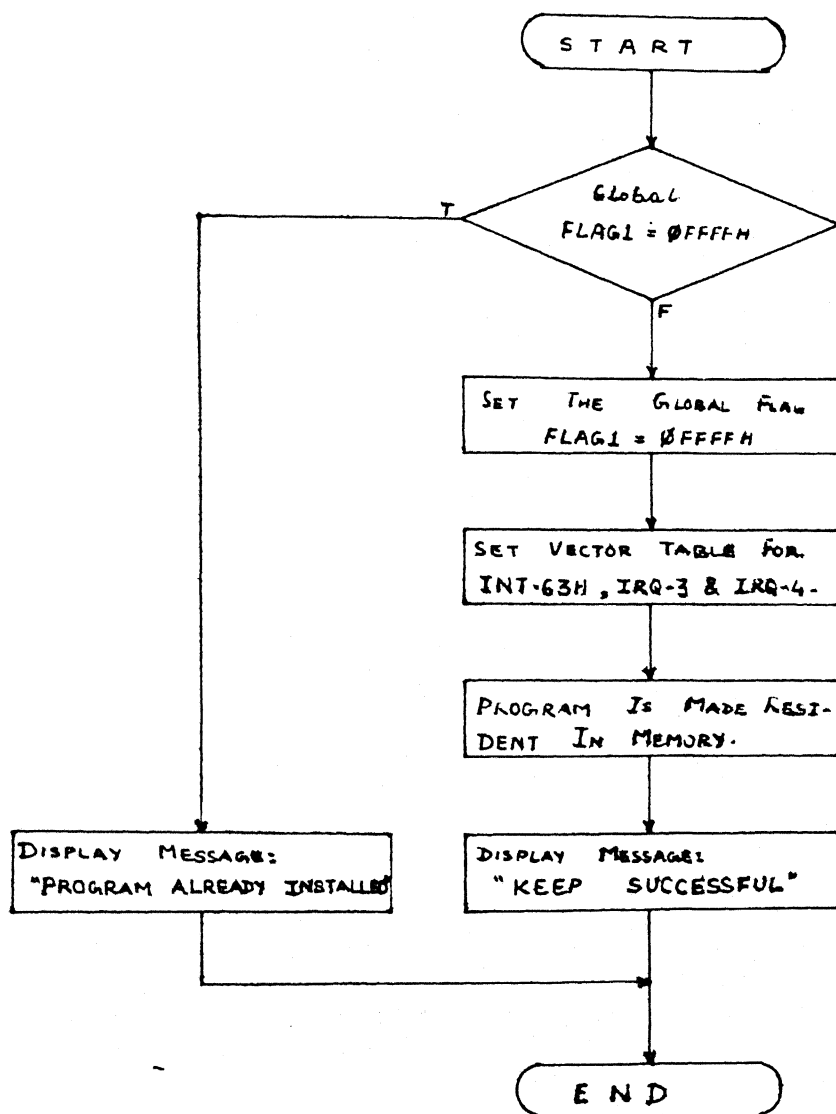 START
Global
FLAG1 = ØFFFFH
T
F
SET THE GLOBAL FLAG
FLAG1 = ØFFFFH
SET VECTOR TABLE FOR
INT-63H, IRQ-3 & IRQ-4.
PROGRAM IS MADE RESI-
DENT IN MEMORY.
DISPLAY MESSAGE:
"PROGRAM ALREADY INSTALLED"
DISPLAY MESSAGE:
"KEEP SUCCESSFUL"
END